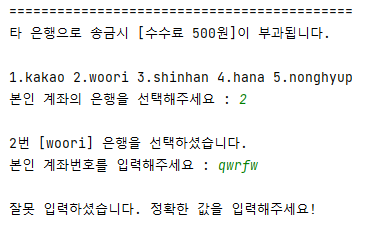 ===========================================
타 은행으로 송금시 [수수료 500원]이 부과됩니다.
1.kakao 2.woori 3.shinhan 4.hana 5.nonghyup
본인 계좌의 은행을 선택해주세요 : 2
2번 [woori] 은행을 선택하셨습니다.
본인 계좌번호를 입력해주세요 : qwrfw
잘못 입력하셨습니다. 정확한 값을 입력해주세요!